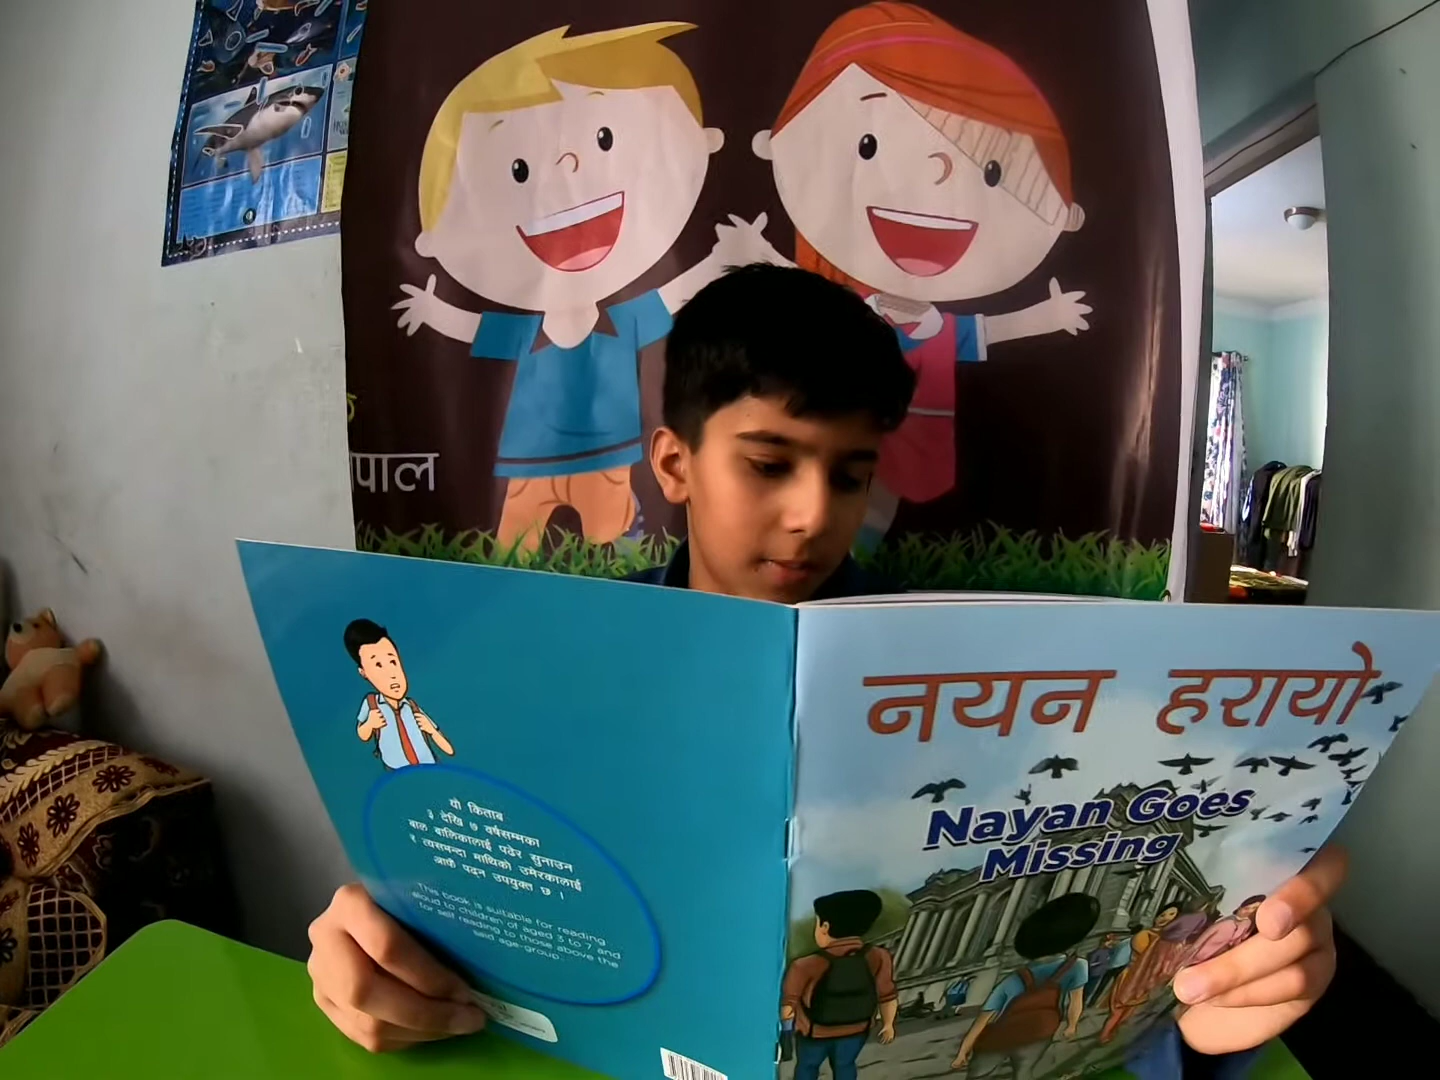 पाल
नयन हरायो
Nayan Goes
Missing
यो किताब
३ देखि ७ वर्षसम्मका
बाल बालिकालाई पढेर सुनाउन
र त्यसभन्दा माथिको उमेरकालाई
आफै पढ्न उपयुक्त छ ।
This book is suitable for reading
aloud to children of aged 3 to 7 and
for self reading to those above the
said age-group.